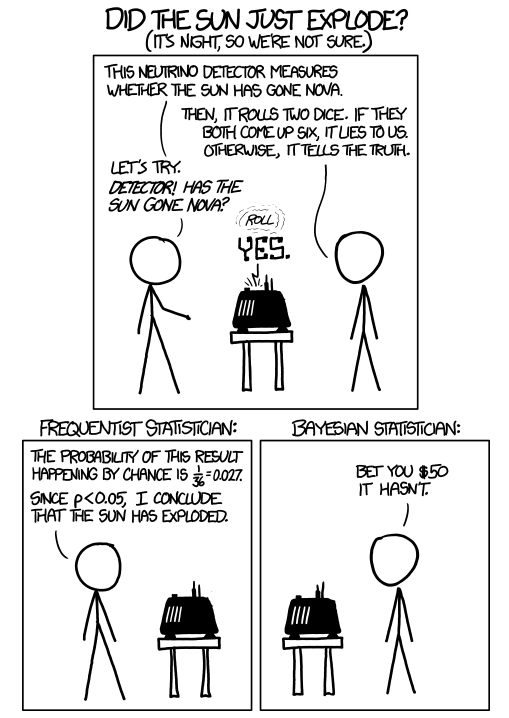 DID THE SUN JUST EXPLODE?
(IT'S NIGHT, SO WE'RE NOT SURE.)
THIS NEUTRINO DETECTOR MEASURES
WHETHER THE SUN HAS GONE NOVA.
THEN, IT ROLLS TWO DICE. IF THEY
BOTH COME UP SIX, IT LIES TO US.
OTHERWISE, IT TELLS THE TRUTH.
LET'S TRY.
DETECTOR! HAS THE
SUN GONE NOVA?
ROLL
YES.
FREQUENTIST STATISTICIAN:
THE PROBABILITY OF THIS RESULT
HAPPENING BY CHANCE IS 1/36=0.027.
SINCE P<0.05, I CONCLUDE
THAT THE SUN HAS EXPLODED.
BAYESIAN STATISTICIAN:
BET YOU $50
IT HASN'T.